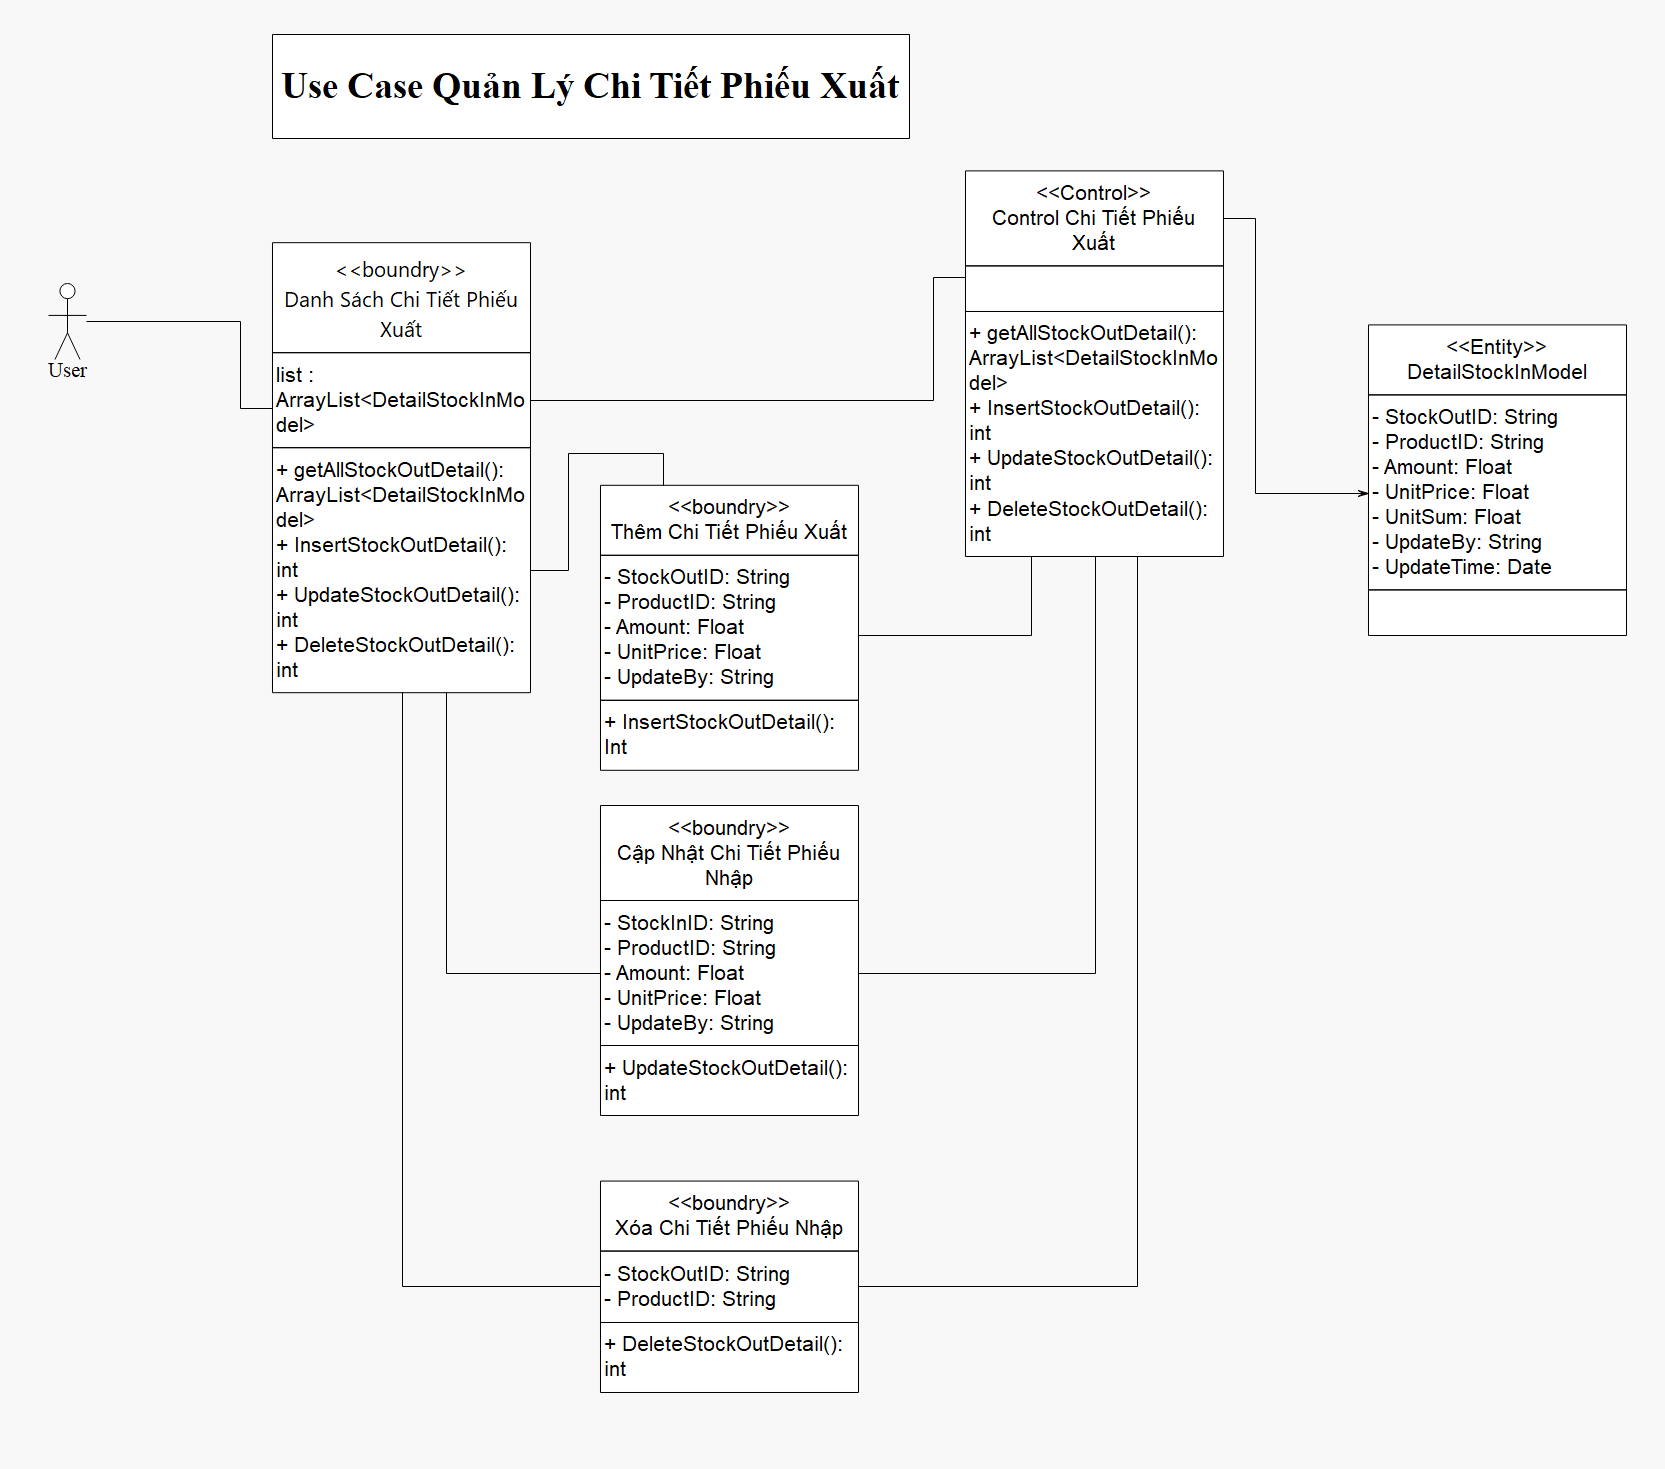 Use Case Quản Lý Chi Tiết Phiếu Xuất
User
<<boundry>>
Danh Sách Chi Tiết Phiếu
Xuất
list :
ArrayList<DetailStockInMo
del>
+ getAllStockOutDetail():
ArrayList<DetailStockInMo
del>
+ InsertStockOutDetail():
int
+ UpdateStockOutDetail():
int
+ DeleteStockOutDetail():
int
<<boundry>>
Thêm Chi Tiết Phiếu Xuất
- StockOutID: String
- ProductID: String
- Amount: Float
- UnitPrice: Float
- UpdateBy: String
+ InsertStockOutDetail():
Int
<<boundry>>
Cập Nhật Chi Tiết Phiếu
Nhập
- StockInID: String
- ProductID: String
- Amount: Float
- UnitPrice: Float
- UpdateBy: String
+ UpdateStockOutDetail():
int
<<boundry>>
Xóa Chi Tiết Phiếu Nhập
- StockOutID: String
- ProductID: String
+ DeleteStockOutDetail():
int
<<Control>>
Control Chi Tiết Phiếu
Xuất
+ getAllStockOutDetail():
ArrayList<DetailStockInMo
del>
+ InsertStockOutDetail():
int
+ UpdateStockOutDetail():
int
+ DeleteStockOutDetail():
int
<<Entity>>
DetailStockInModel
- StockOutID: String
- ProductID: String
- Amount: Float
- UnitPrice: Float
- UnitSum: Float
- UpdateBy: String
- UpdateTime: Date